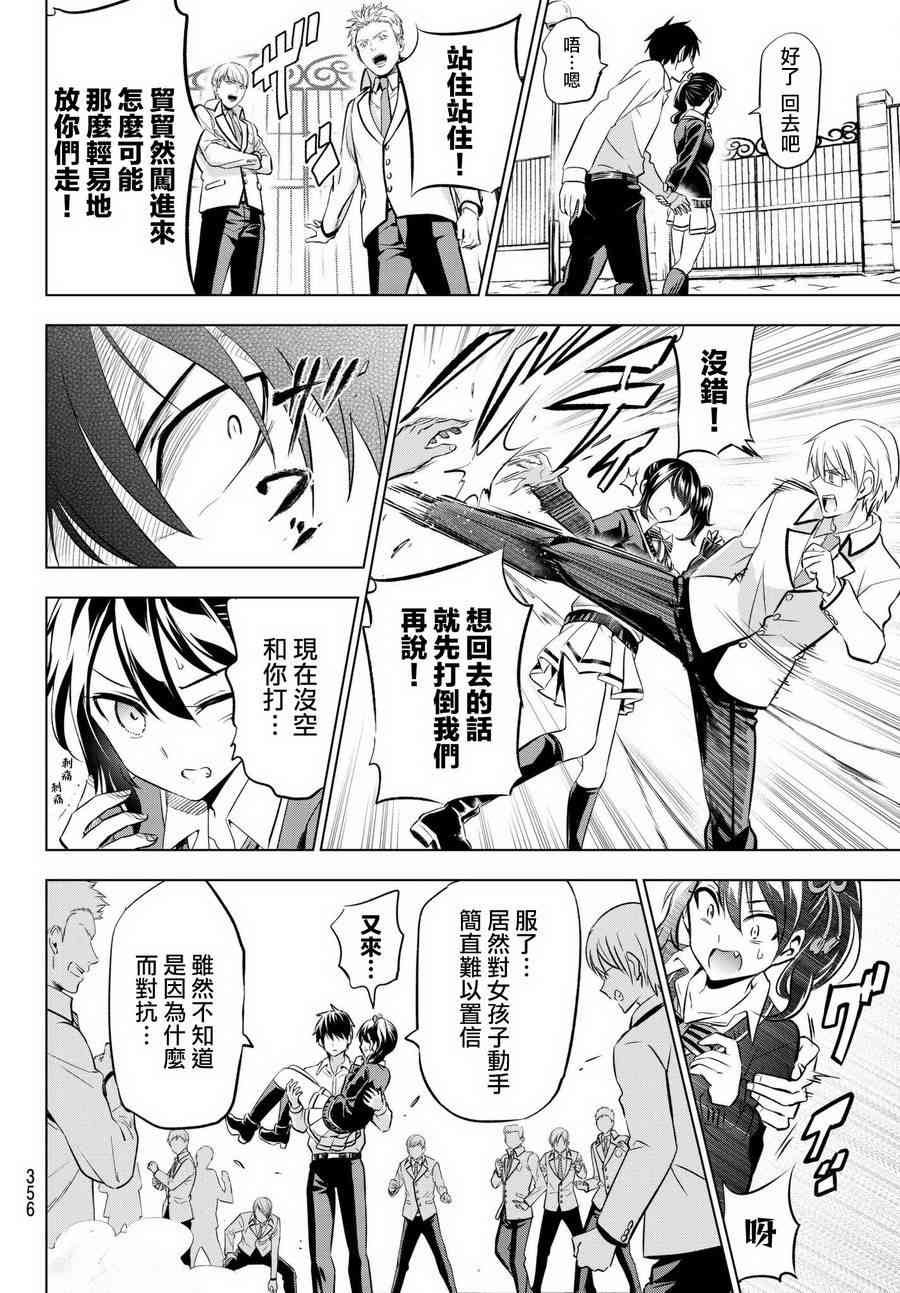 好了 回去吧
唔…嗯
站住站住！
貿貿然闖進來
怎麼可能
那麼輕易地
放你們走！
沒錯！
想回去的話
就先打倒我們
再說！
現在沒空
和你打…
刺痛
刺痛
呀
服了…
居然對女孩子動手
簡直難以置信
又來…
雖然不知道
是因為什麼
而對抗…
356